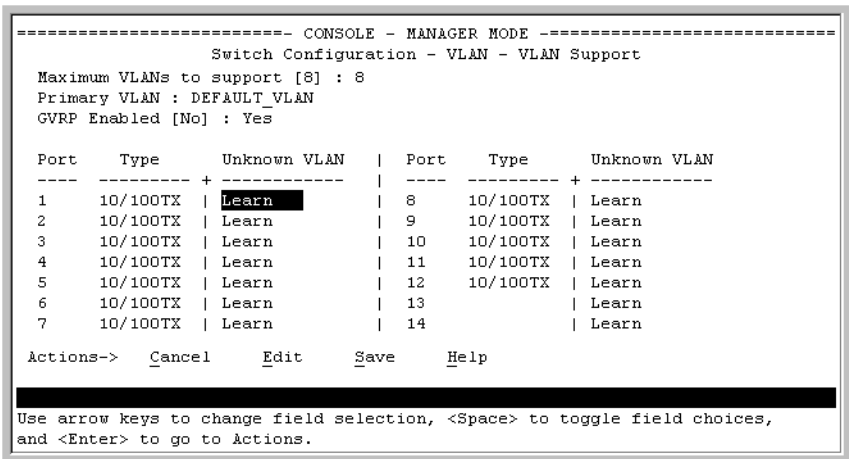 ===========================- CONSOLE - MANAGER MODE -============================
Switch Configuration - VLAN - VLAN Support
Maximum VLANs to support [8] : 8
Primary VLAN : DEFAULT_VLAN
GVRP Enabled [No] : Yes
Port Type Unknown VLAN | Port Type Unknown VLAN
---- --------- + ------------ | ---- --------- + ------------
1 10/100TX | Learn | 8 10/100TX | Learn
2 10/100TX | Learn | 9 10/100TX | Learn
3 10/100TX | Learn | 10 10/100TX | Learn
4 10/100TX | Learn | 11 10/100TX | Learn
5 10/100TX | Learn | 12 10/100TX | Learn
6 10/100TX | Learn | 13 | Learn
7 10/100TX | Learn | 14 | Learn
Actions-> Cancel Edit Save Help
Use arrow keys to change field selection, <Space> to toggle field choices,
and <Enter> to go to Actions.